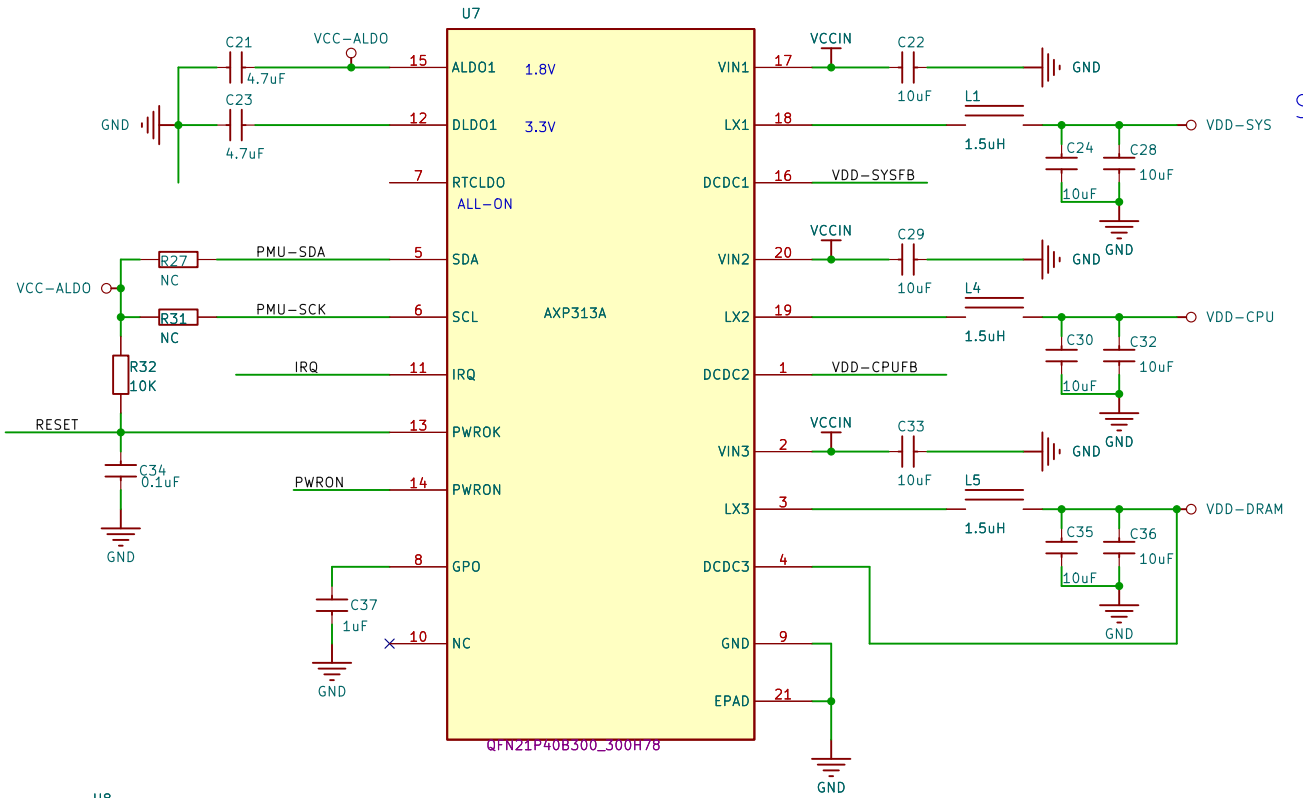 U7
C21
VCC-ALDO
4.7uF
15
ALDO1
1.8V
C23
GND
4.7uF
12
DLDO1
3.3V
7
RTCLDO
ALL-ON
R27
NC
PMU-SDA
5
SDA
VCC-ALDO
R31
NC
PMU-SCK
6
SCL
AXP313A
R32
10K
IRQ
11
IRQ
RESET
13
PWROK
C34
0.1uF
GND
PWRON
14
PWRON
8
GPO
C37
1uF
GND
10
NC
QFN21P40B300_300H78
VIN1
17
VCCIN
C22
10uF
GND
LX1
18
L1
1.5uH
VDD-SYS
C24
10uF
C28
10uF
GND
DCDC1
16
VDD-SYSFB
VIN2
20
VCCIN
C29
10uF
GND
LX2
19
L4
1.5uH
VDD-CPU
C30
10uF
C32
10uF
GND
DCDC2
1
VDD-CPUFB
VIN3
2
VCCIN
C33
10uF
GND
LX3
3
L5
1.5uH
VDD-DRAM
C35
10uF
C36
10uF
GND
DCDC3
4
GND
9
EPAD
21
GND